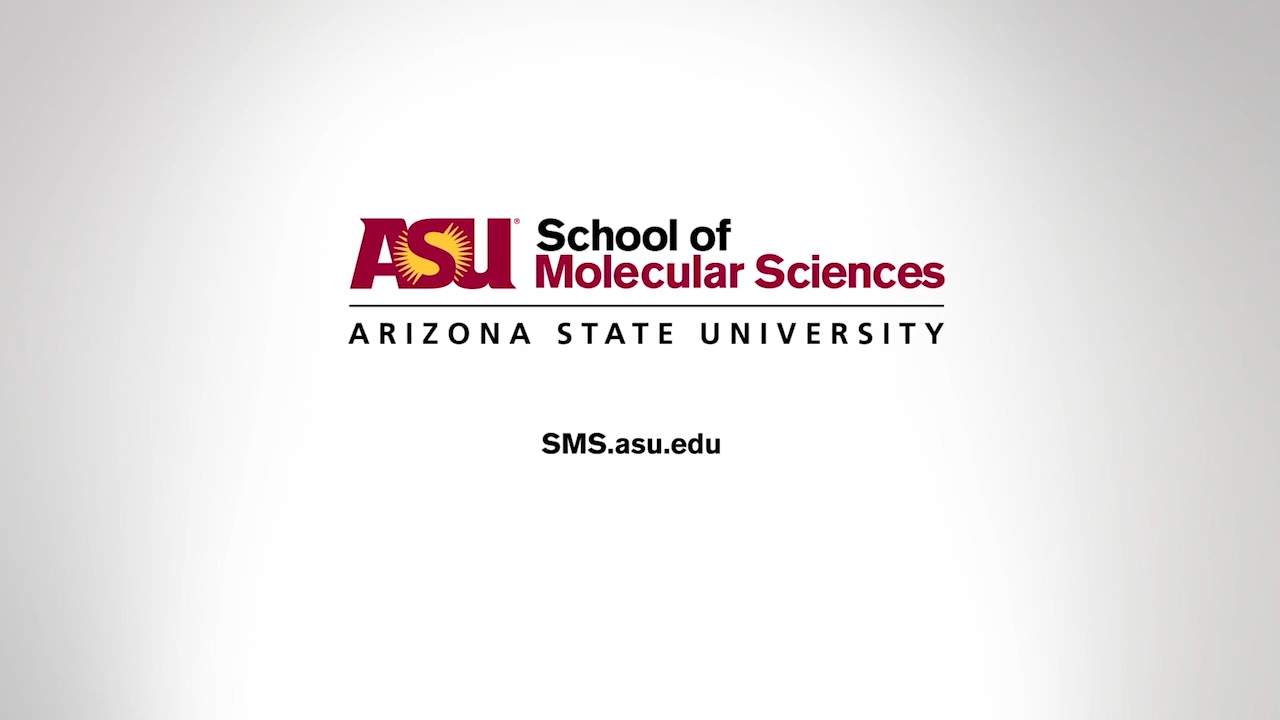 ASU® School of
Molecular Sciences
ARIZONA STATE UNIVERSITY
SMS.asu.edu